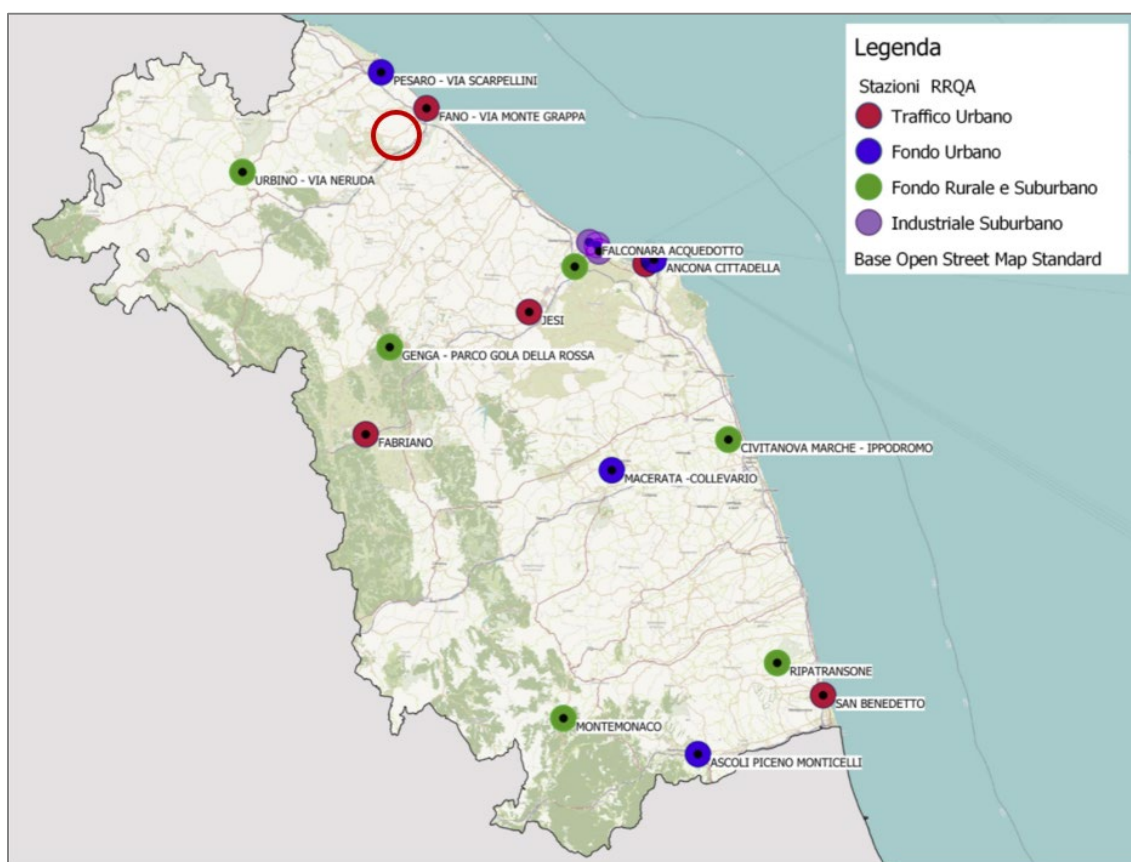 Legenda
Stazioni RRQA
Traffico Urbano
Fondo Urbano
Fondo Rurale e Suburbano
Industriale Suburbano
Base Open Street Map Standard
PESARO - VIA SCARPELLINI
FANO - VIA MONTE GRAPPA
URBINO - VIA NERUDA
FALCONARA ACQUEDOTTO
ANCONA CITTADELLA
JESI
GENGA - PARCO GOLA DELLA ROSSA
FABRIANO
CIVITANOVA MARCHE - IPPODROMO
MACERATA -COLLEVARIO
RIPATRANSONE
SAN BENEDETTO
MONTEMONACO
ASCOLI PICENO MONTICELLI